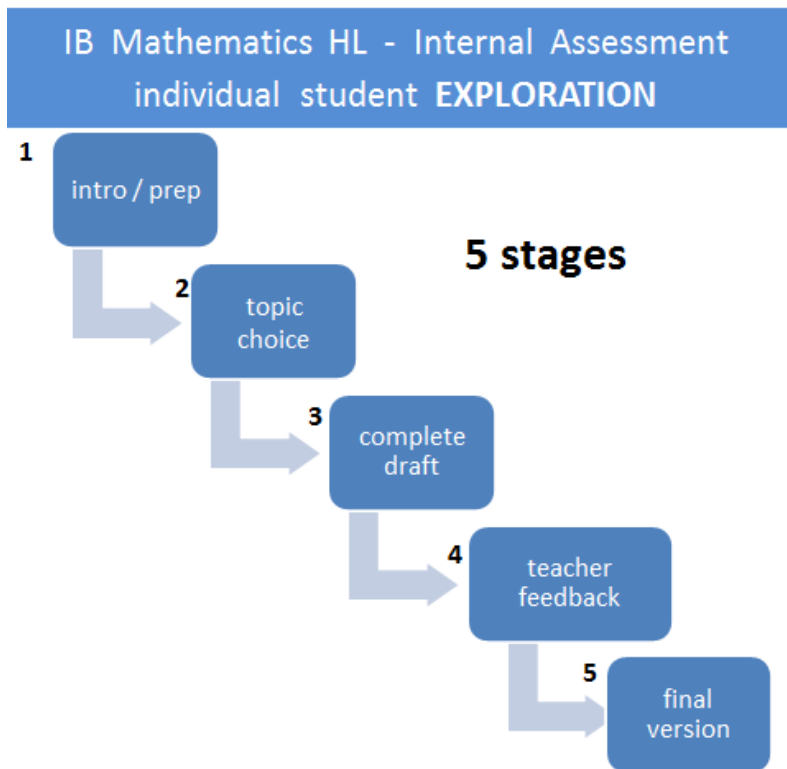 IB Mathematics HL - Internal Assessment
individual student EXPLORATION
1
intro / prep
5 stages
2
topic
choice
3
complete
draft
4
teacher
feedback
5
final
version